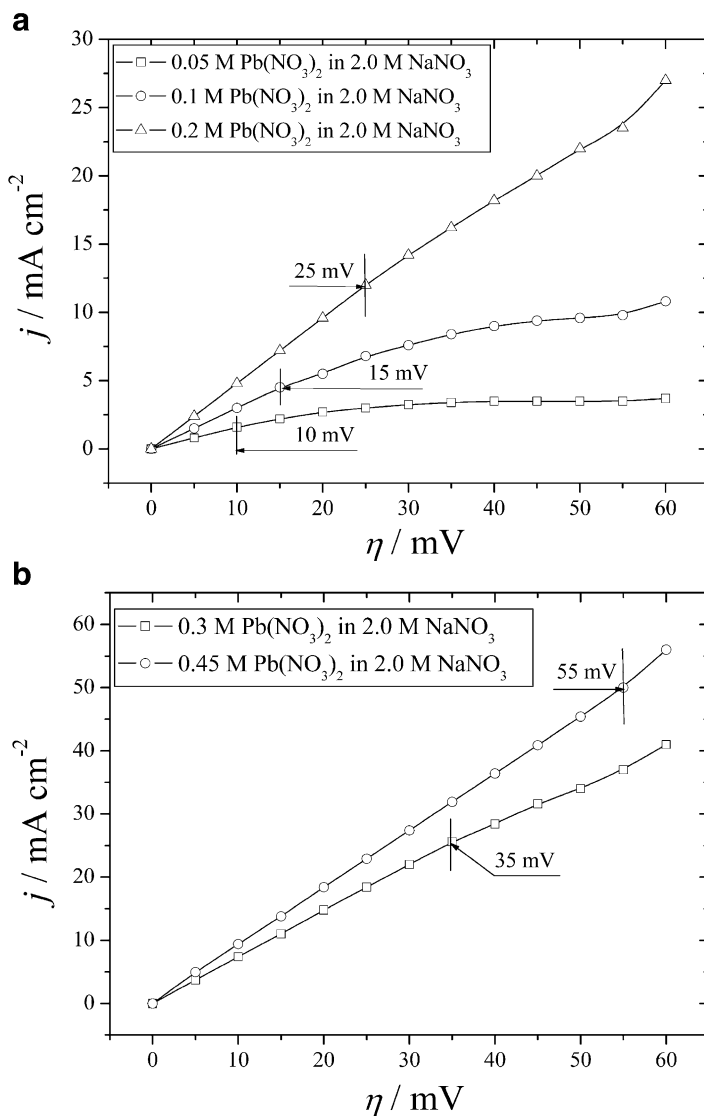 a
0.05 M Pb(NO₃)₂ in 2.0 M NaNO₃
0.1 M Pb(NO₃)₂ in 2.0 M NaNO₃
0.2 M Pb(NO₃)₂ in 2.0 M NaNO₃
30
25
20
15
10
5
0
j / mA cm⁻²
25 mV
15 mV
10 mV
0 10 20 30 40 50 60
η / mV
b
0.3 M Pb(NO₃)₂ in 2.0 M NaNO₃
0.45 M Pb(NO₃)₂ in 2.0 M NaNO₃
60
50
40
30
20
10
0
j / mA cm⁻²
55 mV
35 mV
0 10 20 30 40 50 60
η / mV